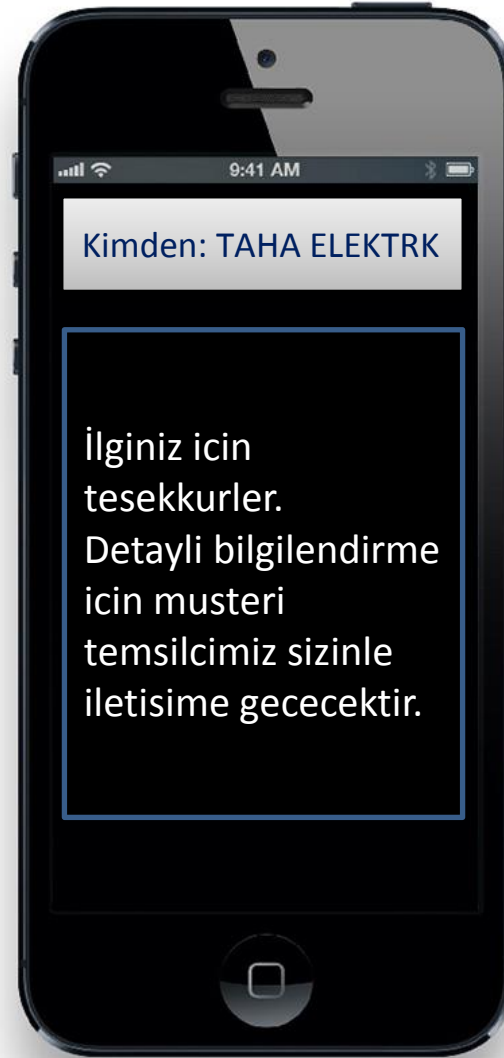 9:41 AM
Kimden: TAHA ELEKTRK
İlginiz icin
tesekkurler.
Detayli bilgilendirme
icin musteri
temsilcimiz sizinle
iletisime gececektir.